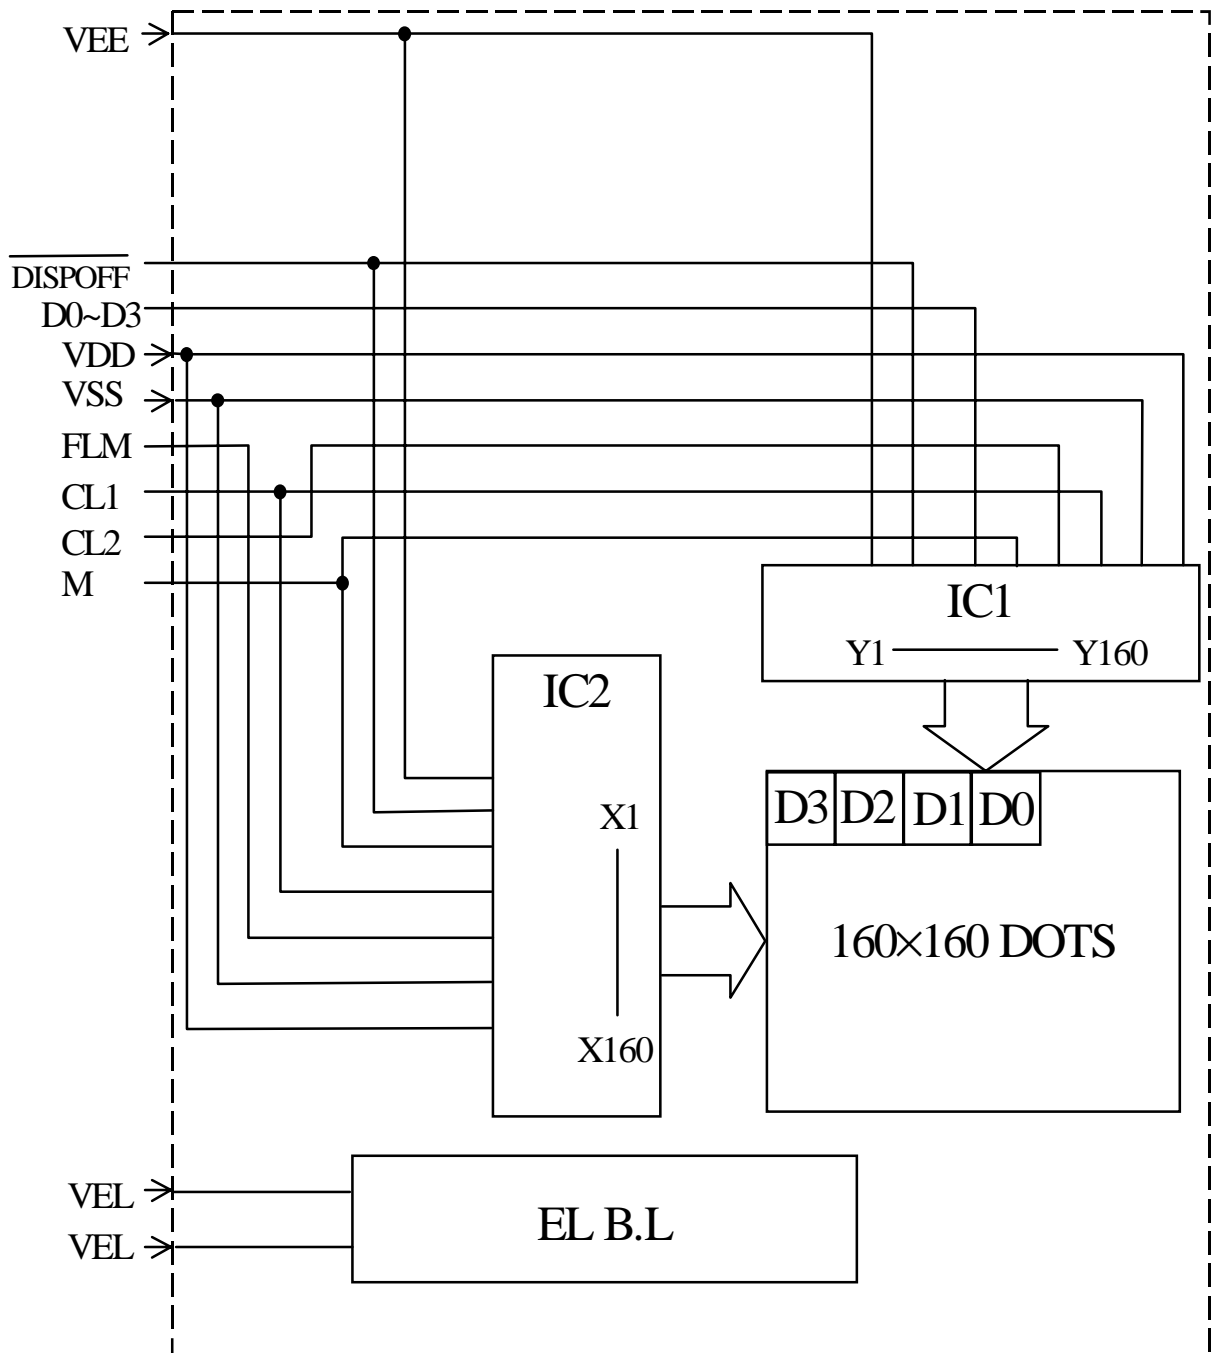 VEE
DISPOFF
D0~D3
VDD
VSS
FLM
CL1
CL2
M
IC1
Y1
Y160
IC2
X1
X160
D3 D2 D1 D0
160×160 DOTS
VEL
VEL
EL B.L